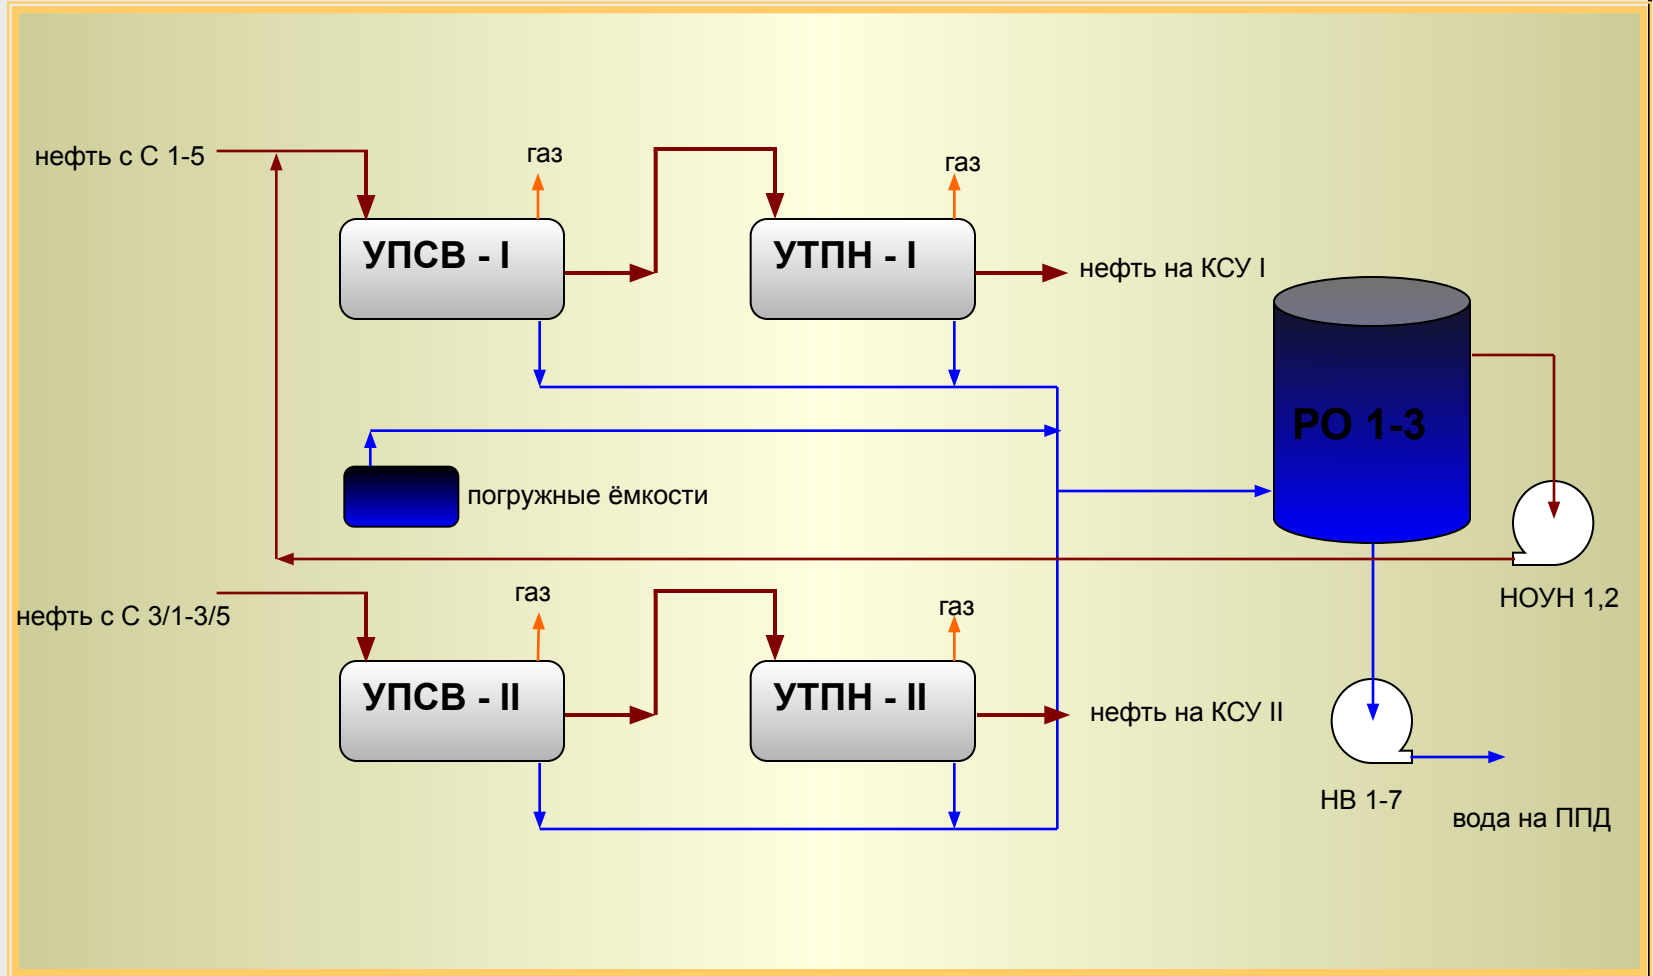 нефть с С 1-5
газ
газ
УПСВ - I
УТПН - I
нефть на КСУ I
РО 1-3
погружные ёмкости
НОУН 1,2
нефть с С 3/1-3/5
газ
газ
УПСВ - II
УТПН - II
нефть на КСУ II
НВ 1-7
вода на ППД